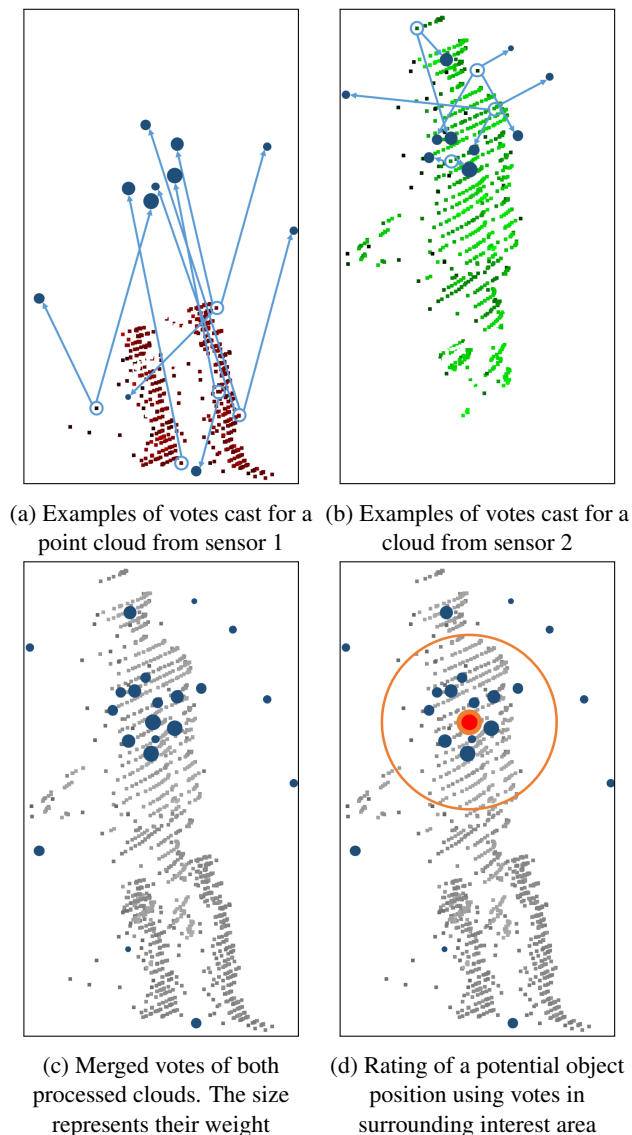 (a) Examples of votes cast for a
point cloud from sensor 1
(b) Examples of votes cast for a
cloud from sensor 2
(c) Merged votes of both
processed clouds. The size
represents their weight
(d) Rating of a potential object
position using votes in
surrounding interest area